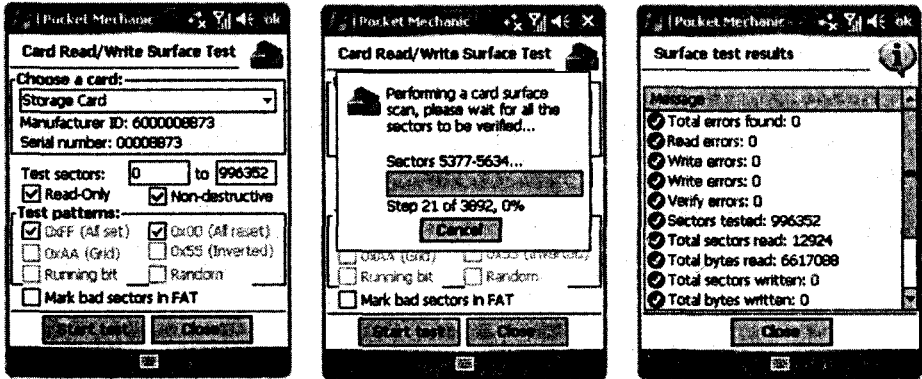 Pocket Mechanic ok
Card Read/Write Surface Test
Choose a card:
Storage Card
Manufacturer ID: 6000008873
Serial number: 00008873
Test sectors: 0 to 996352
Read-Only Non-destructive
Test patterns:
0xFF (All set) 0x00 (All reset)
0xAA (Grid) 0x55 (Inverted)
Running bit Random
Mark bad sectors in FAT
Start test Close
Pocket Mechanic
Card Read/Write Surface Test
Performing a card surface
scan, please wait for all the
sectors to be verified...
Sectors 5377-5634...
Step 21 of 3892, 0%
Cancel
0xAA (Grid) 0x55 (Inverted)
Running bit Random
Mark bad sectors in FAT
Start test Close
Pocket Mechanic ok
Surface test results
Message
Total errors found: 0
Read errors: 0
Write errors: 0
Write errors: 0
Verify errors: 0
Sectors tested: 996352
Total sectors read: 12924
Total bytes read: 6617088
Total sectors written: 0
Total bytes written: 0
Close